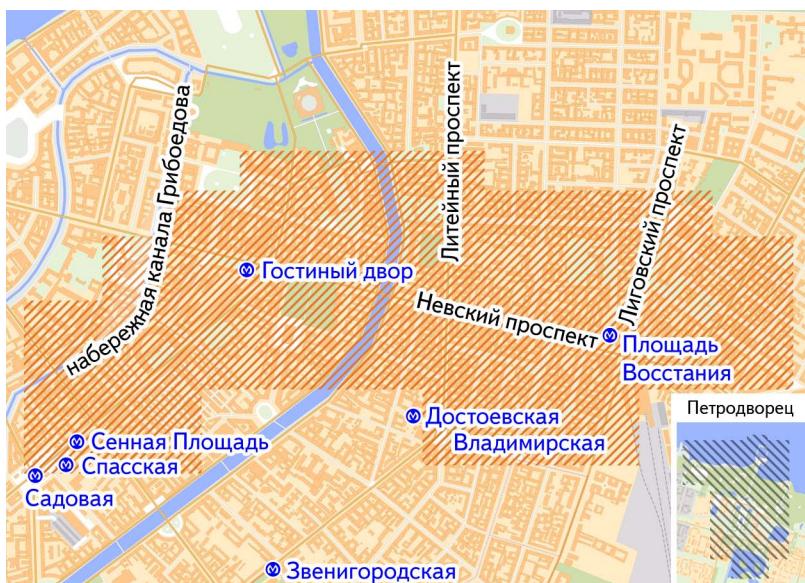 набережная канала Грибоедова
Литейный проспект
Лиговский проспект
Гостиный двор
Невский проспект
Площадь
Восстания
Петродворец
Достоевская
Владимирская
Сенная Площадь
Спасская
Садовая
Звенигородская